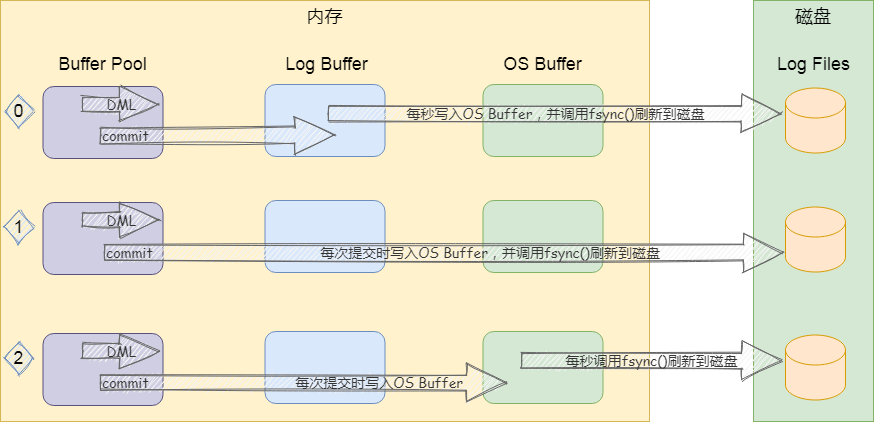 内存
磁盘
Buffer Pool
Log Buffer
OS Buffer
Log Files
0
DML
commit
每秒写入OS Buffer，并调用fsync()刷新到磁盘
1
DML
commit
每次提交时写入OS Buffer，并调用fsync()刷新到磁盘
2
DML
commit
每次提交时写入OS Buffer
每秒调用fsync()刷新到磁盘